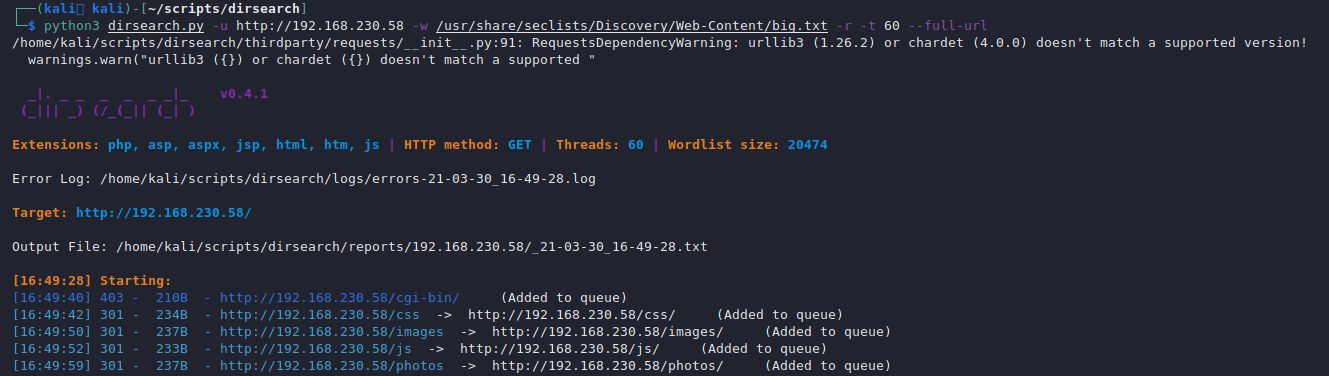 ┌──(kali㉿ kali)-[~/scripts/dirsearch]
└─$ python3 dirsearch.py -u http://192.168.230.58 -w /usr/share/seclists/Discovery/Web-Content/big.txt -r -t 60 --full-url
/home/kali/scripts/dirsearch/thirdparty/requests/__init__.py:91: RequestsDependencyWarning: urllib3 (1.26.2) or chardet (4.0.0) doesn't match a supported version!
  warnings.warn("urllib3 ({}) or chardet ({}) doesn't match a supported "
  _|. _ _  _  _  _ _|_    v0.4.1
 (_||| _) (/_(_|| (_| )
Extensions: php, asp, aspx, jsp, html, htm, js | HTTP method: GET | Threads: 60 | Wordlist size: 20474
Error Log: /home/kali/scripts/dirsearch/logs/errors-21-03-30_16-49-28.log
Target: http://192.168.230.58/
Output File: /home/kali/scripts/dirsearch/reports/192.168.230.58/_21-03-30_16-49-28.txt
[16:49:28] Starting:
[16:49:40] 403 -  210B  - http://192.168.230.58/cgi-bin/     (Added to queue)
[16:49:42] 301 -  234B  - http://192.168.230.58/css  ->  http://192.168.230.58/css/     (Added to queue)
[16:49:50] 301 -  237B  - http://192.168.230.58/images  ->  http://192.168.230.58/images/     (Added to queue)
[16:49:52] 301 -  233B  - http://192.168.230.58/js  ->  http://192.168.230.58/js/     (Added to queue)
[16:49:59] 301 -  237B  - http://192.168.230.58/photos  ->  http://192.168.230.58/photos/     (Added to queue)